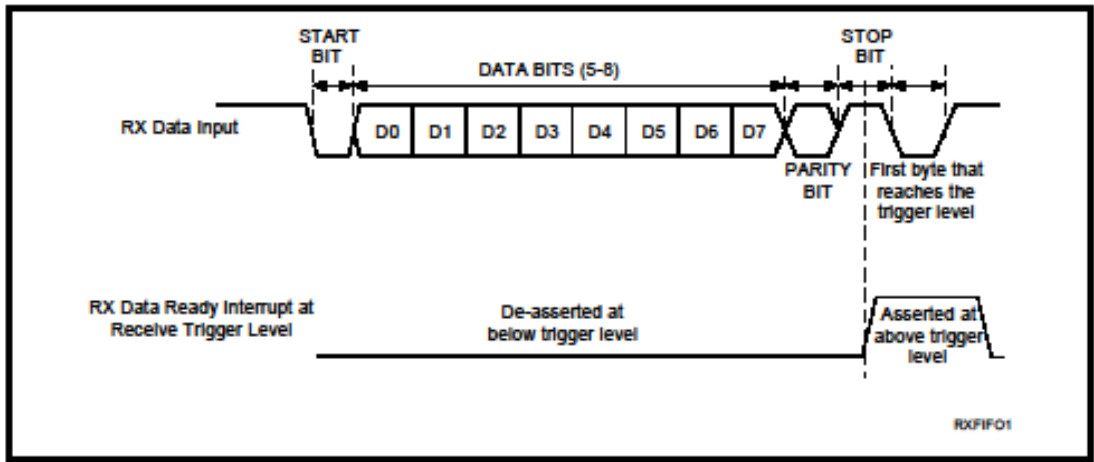 START
BIT
STOP
BIT
DATA BITS (5-8)
RX Data Input
D0 D1 D2 D3 D4 D5 D6 D7
PARITY
BIT
First byte that
reaches the
trigger level
RX Data Ready Interrupt at
Receive Trigger Level
De-asserted at
below trigger level
Asserted at
above trigger
level
RXFIFO1